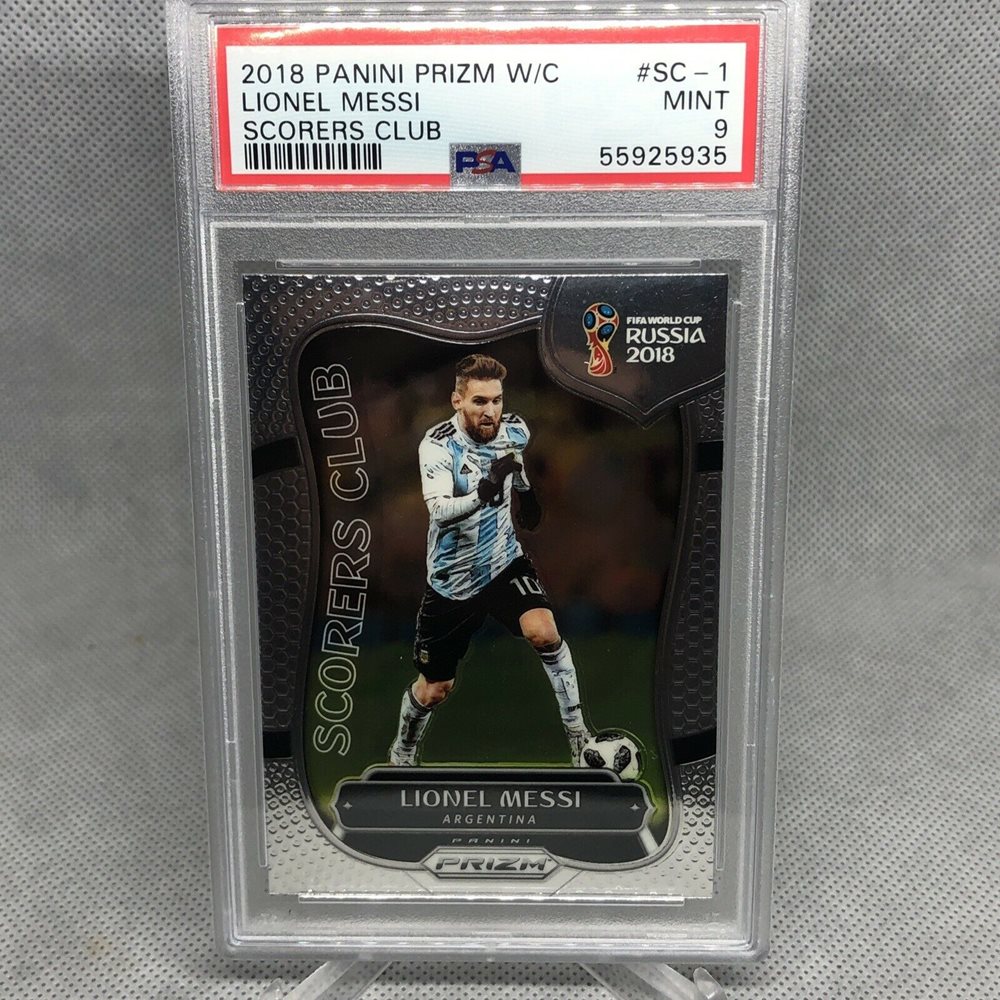 2018 PANINI PRIZM W/C #SC-1
LIONEL MESSI MINT
SCORERS CLUB 9
PSA 55925935
FIFA WORLD CUP
RUSSIA
2018
SCORERS CLUB
10
LIONEL MESSI
ARGENTINA
PANINI
PRIZM